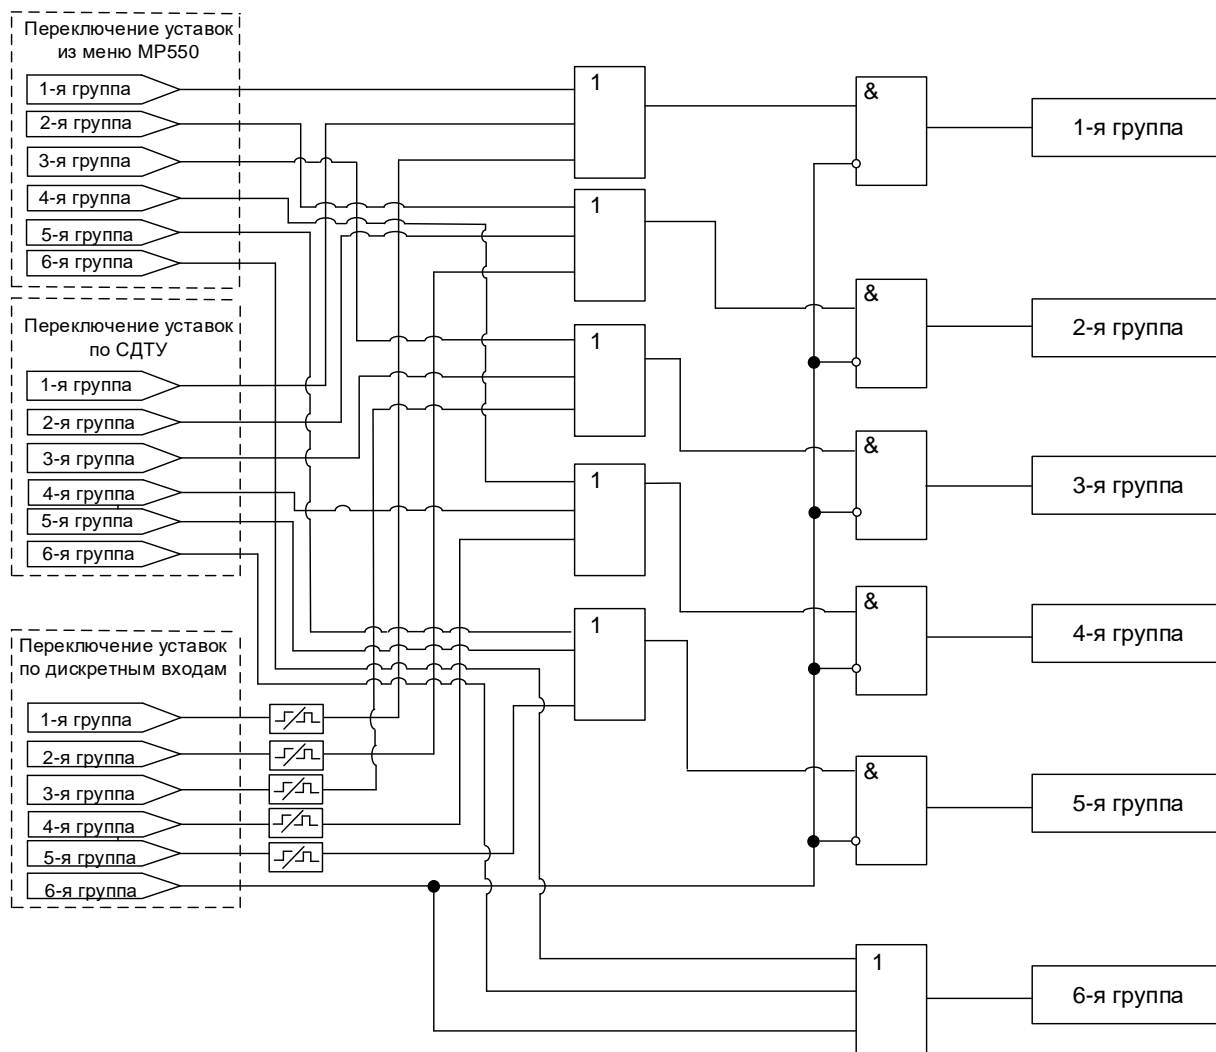 Переключение уставок
из меню МР550
1-я группа
2-я группа
3-я группа
4-я группа
5-я группа
6-я группа
Переключение уставок
по СДТУ
1-я группа
2-я группа
3-я группа
4-я группа
5-я группа
6-я группа
Переключение уставок
по дискретным входам
1-я группа
2-я группа
3-я группа
4-я группа
5-я группа
6-я группа
1
1
1
1
1
&
&
&
&
&
1
1-я группа
2-я группа
3-я группа
4-я группа
5-я группа
6-я группа